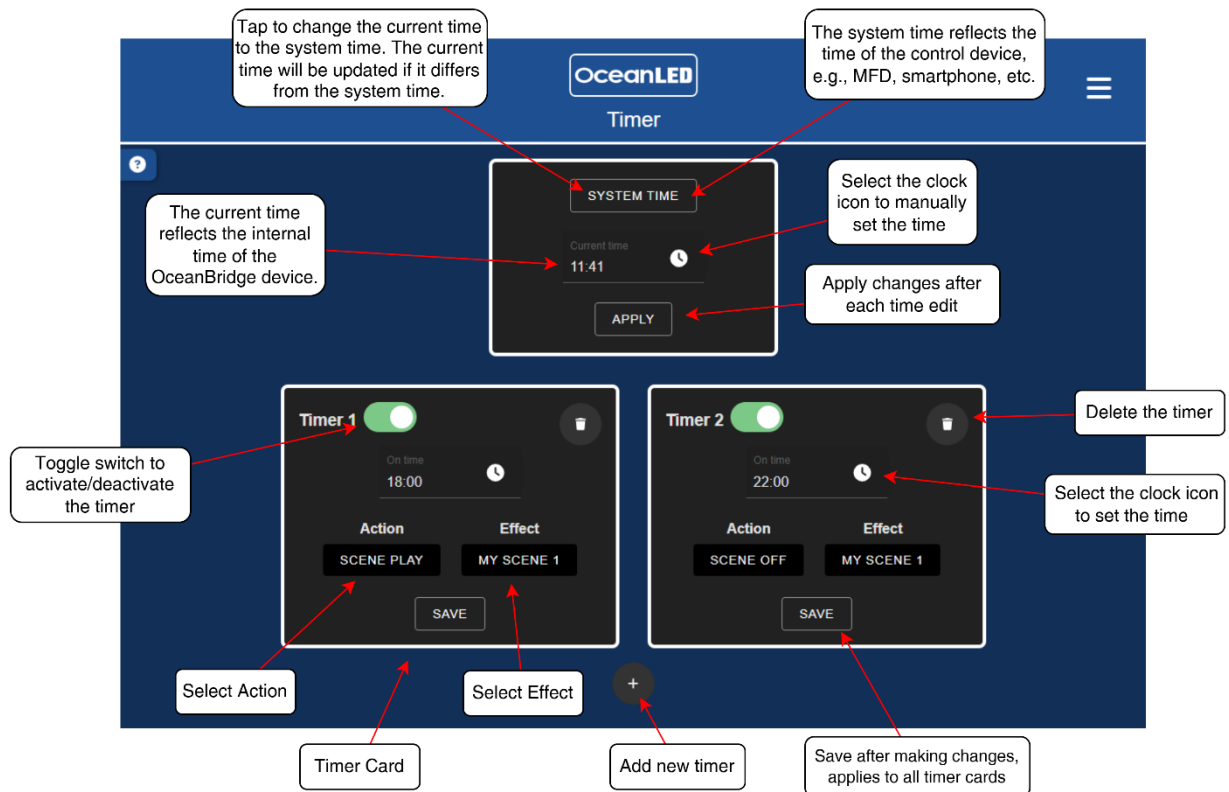 Tap to change the current time
to the system time. The current
time will be updated if it differs
from the system time.
The system time reflects the
time of the control device,
e.g., MFD, smartphone, etc.
OceanLED
Timer
?
SYSTEM TIME
Select the clock
icon to manually
set the time
The current time
reflects the internal
time of the
OceanBridge device.
Current time
11:41
Apply changes after
each time edit
APPLY
Timer 1
Timer 2
Delete the timer
Toggle switch to
activate/deactivate
the timer
On time
18:00
On time
22:00
Select the clock icon
to set the time
Action Effect
SCENE PLAY MY SCENE 1
Action Effect
SCENE OFF MY SCENE 1
SAVE
SAVE
Select Action
Select Effect
+
Timer Card
Add new timer
Save after making changes,
applies to all timer cards